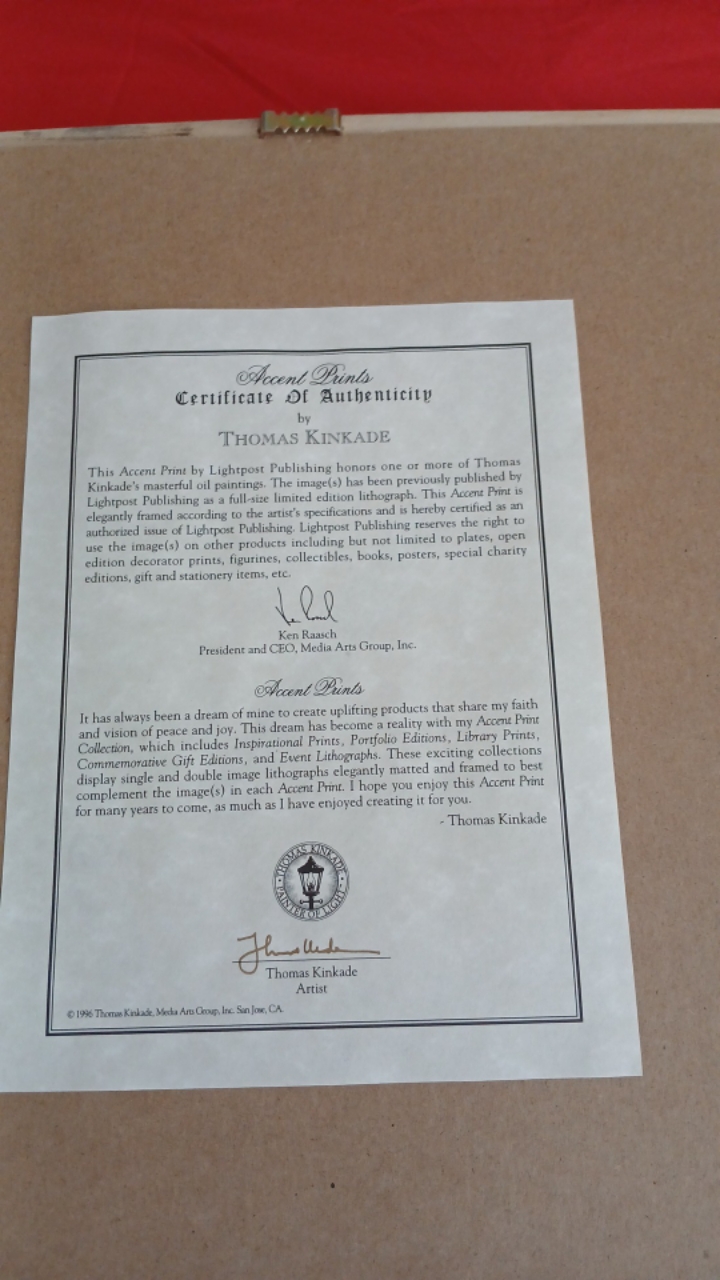 Accent Prints
Certificate Of Authenticity
by
THOMAS KINKADE
This Accent Print by Lightpost Publishing honors one or more of Thomas
Kinkade's masterful oil paintings. The image(s) has been previously published by
Lightpost Publishing as a full-size limited edition lithograph. This Accent Print is
elegantly framed according to the artist's specifications and is hereby certified as an
authorized issue of Lightpost Publishing. Lightpost Publishing reserves the right to
use the image(s) on other products including but not limited to plates, open
edition decorator prints, figurines, collectibles, books, posters, special charity
editions, gift and stationery items, etc.
Ken Raasch
President and CEO, Media Arts Group, Inc.
Accent Prints
It has always been a dream of mine to create uplifting products that share my faith
and vision of peace and joy. This dream has become a reality with my Accent Print
Collection, which includes Inspirational Prints, Portfolio Editions, Library Prints,
Commemorative Gift Editions, and Event Lithographs. These exciting collections
display single and double image lithographs elegantly matted and framed to best
complement the image(s) in each Accent Print. I hope you enjoy this Accent Print
for many years to come, as much as I have enjoyed creating it for you.
- Thomas Kinkade
THOMAS KINKADE
PAINTER OF LIGHT
Thomas Kinkade
Artist
© 1996 Thomas Kinkade, Media Arts Group, Inc. San Jose, CA.